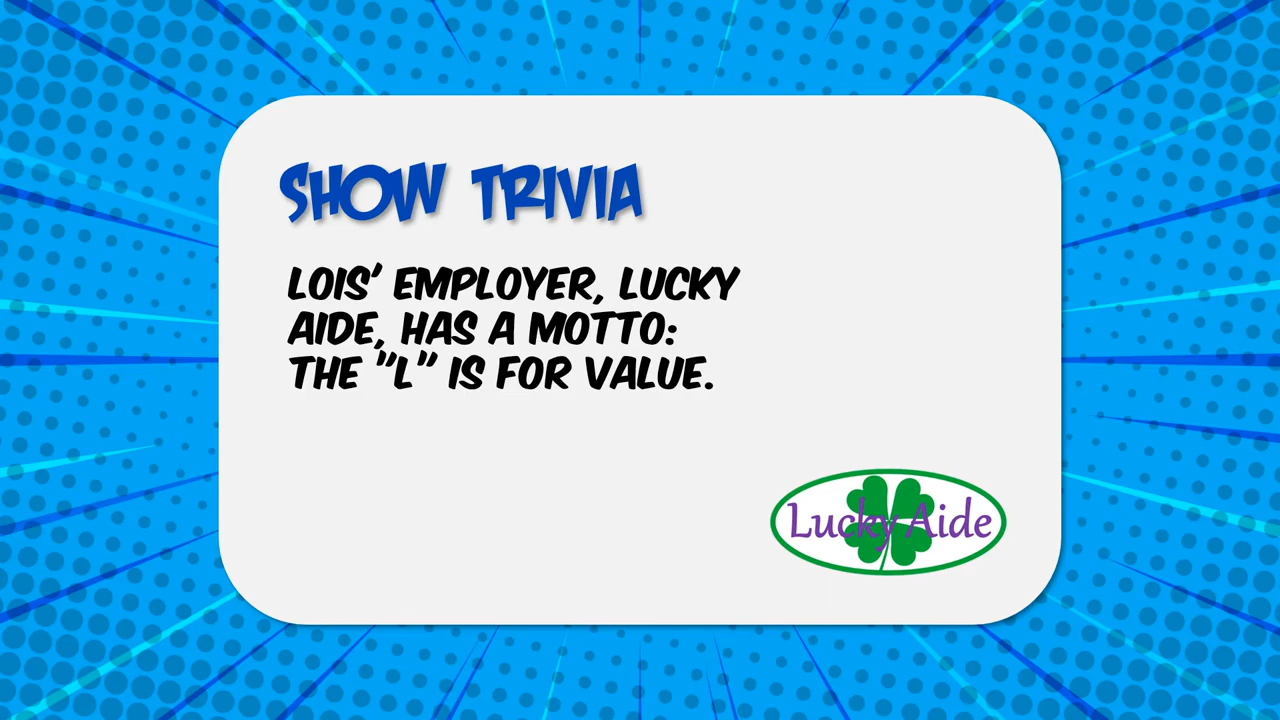 SHOW TRIVIA
LOIS' EMPLOYER, LUCKY
AIDE, HAS A MOTTO:
THE "L" IS FOR VALUE.
Lucky Aide